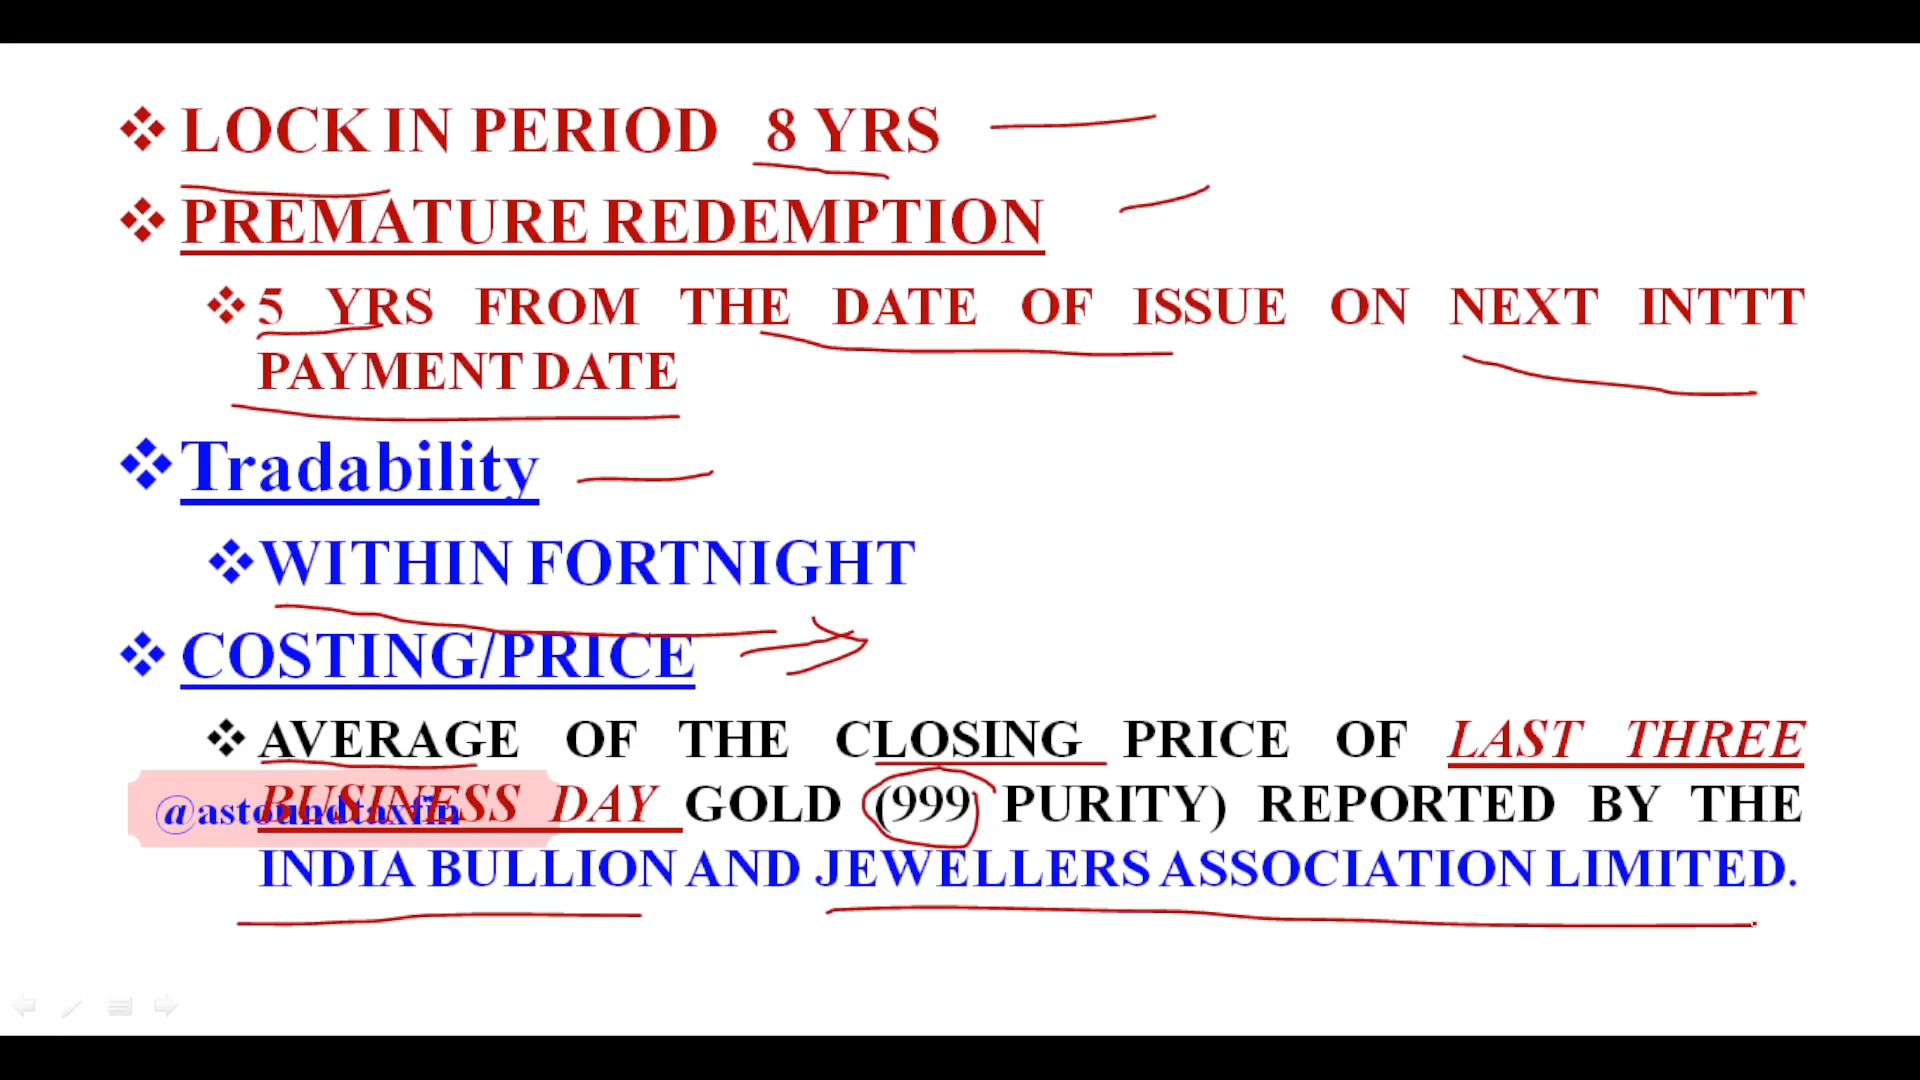 LOCK IN PERIOD 8 YRS
PREMATURE REDEMPTION
5 YRS FROM THE DATE OF ISSUE ON NEXT INTTT
PAYMENT DATE
Tradability
WITHIN FORTNIGHT
COSTING/PRICE
AVERAGE OF THE CLOSING PRICE OF LAST THREE
BUSINESS DAY GOLD (999 PURITY) REPORTED BY THE
@astoundtaxfin
INDIA BULLION AND JEWELLERS ASSOCIATION LIMITED.